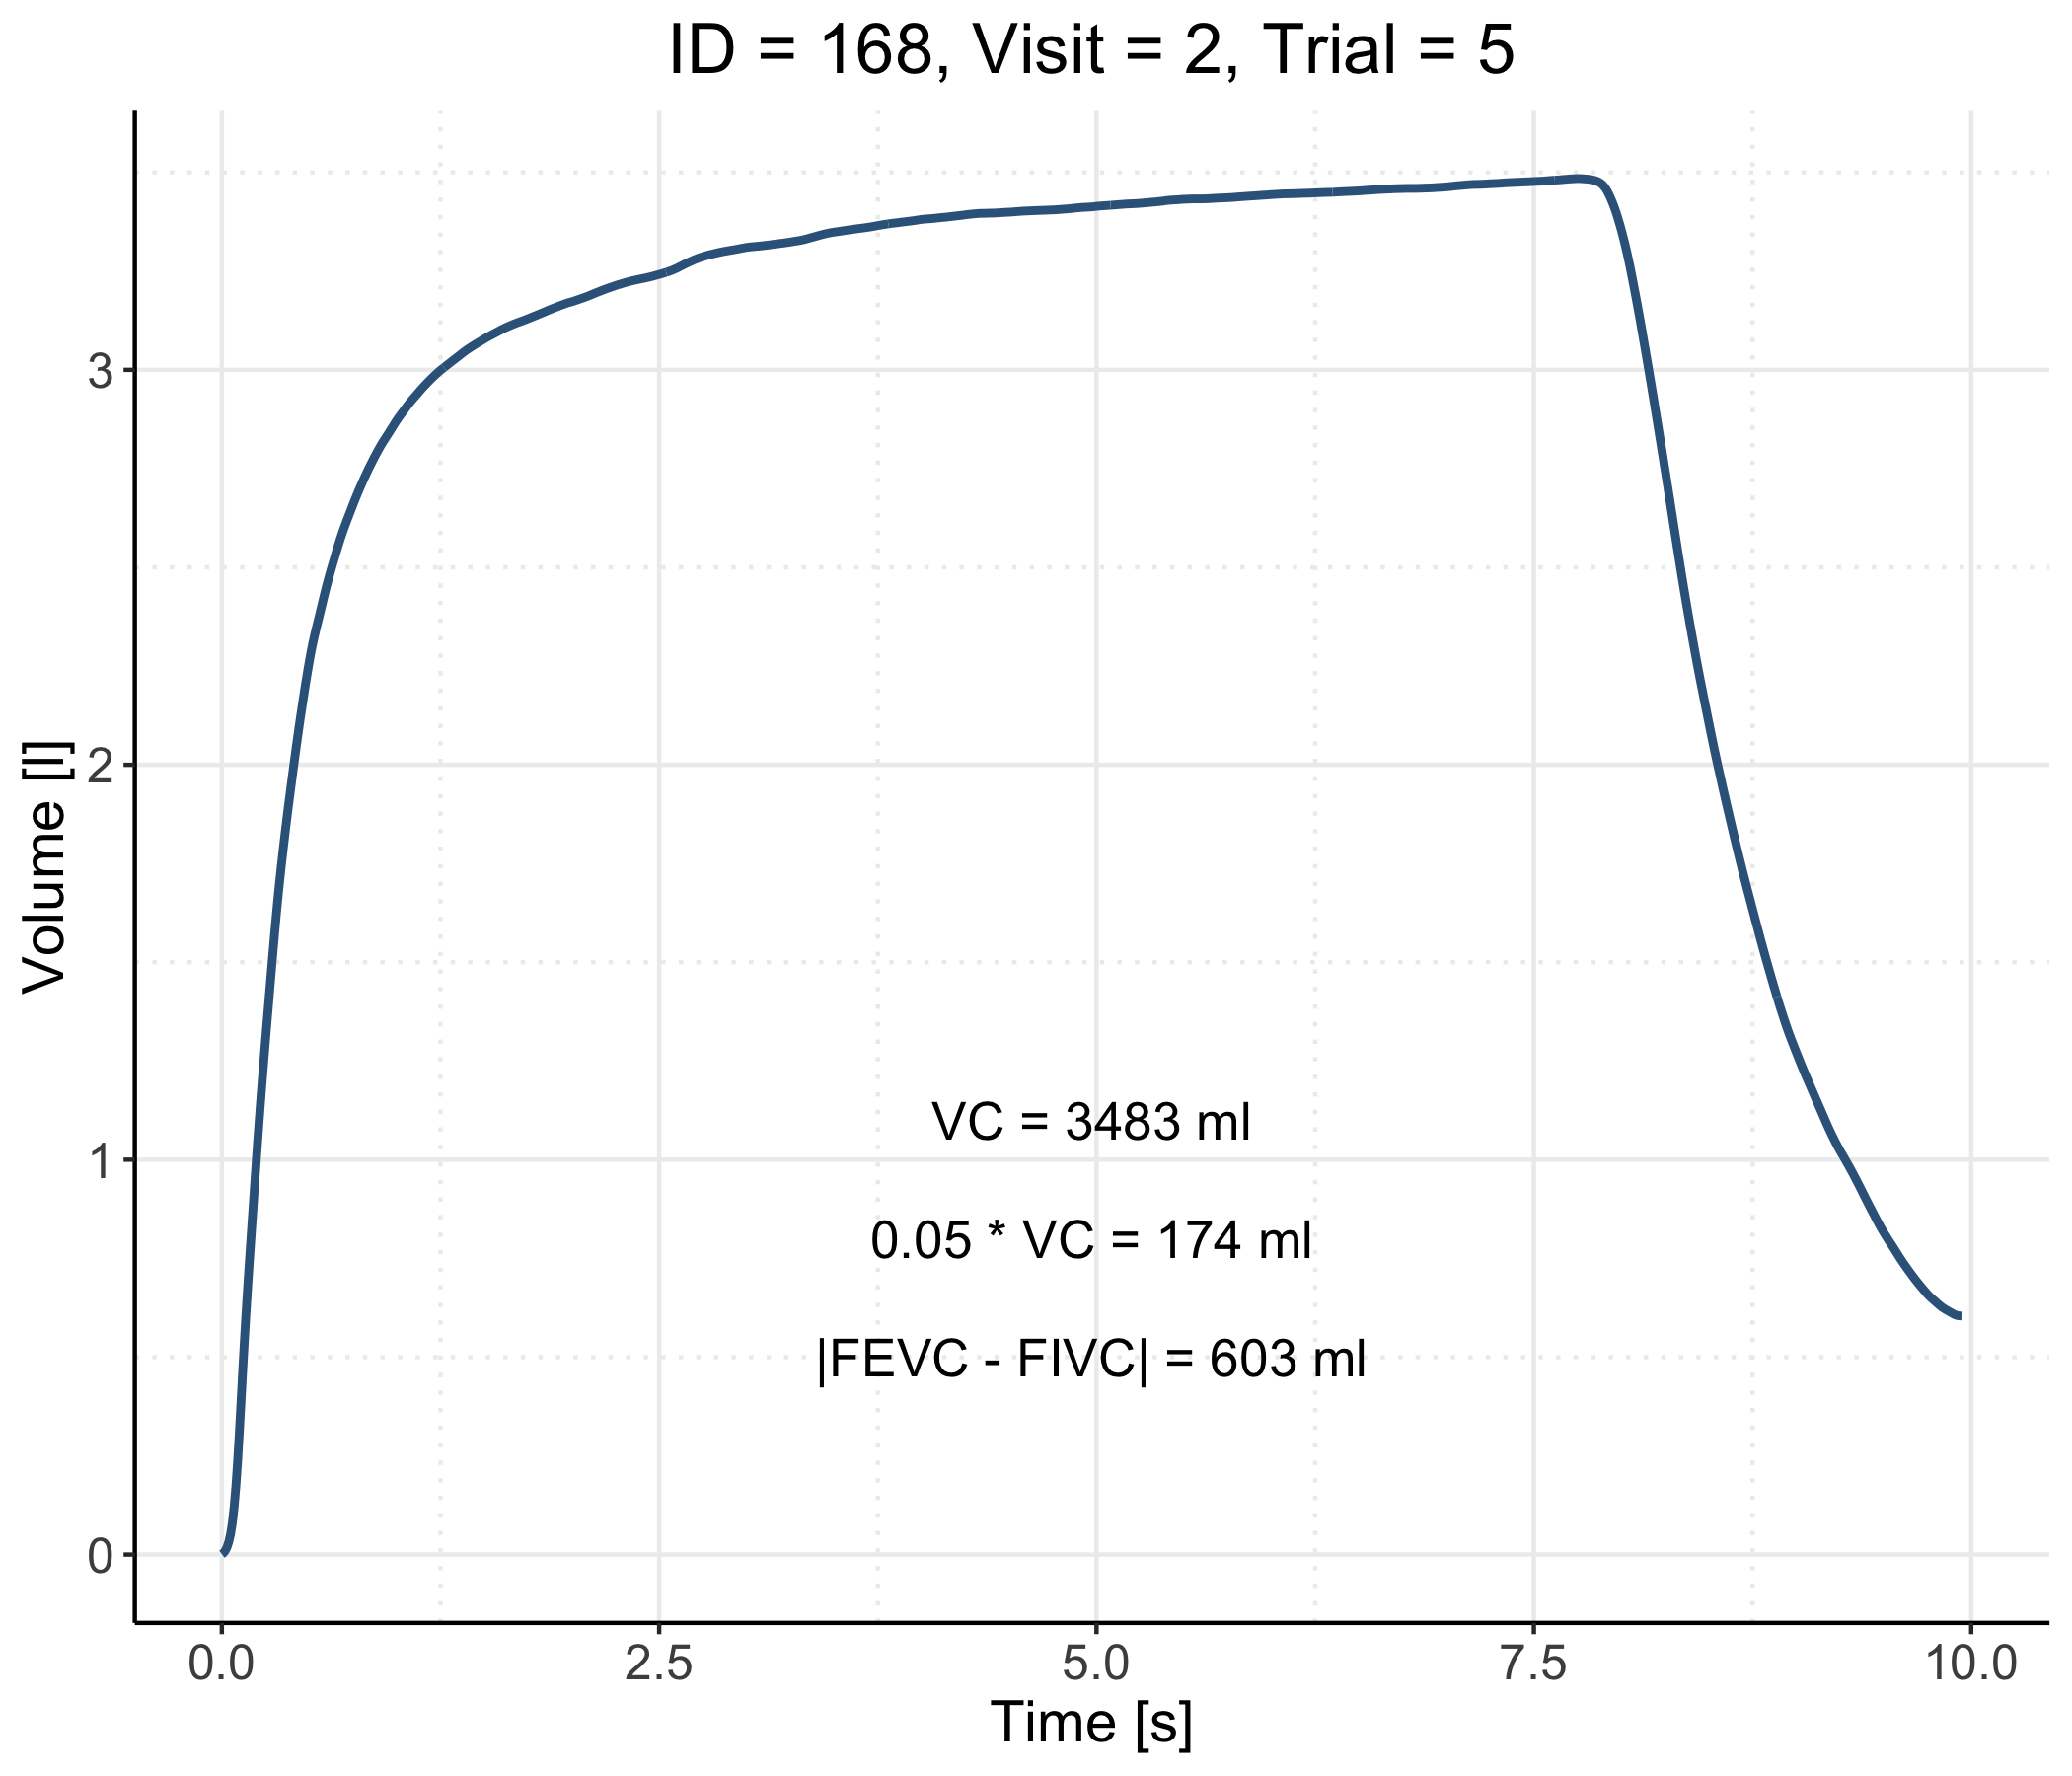 ID = 168, Visit = 2, Trial = 5
Volume [l]
3
2
1
0
VC = 3483 ml
0.05 * VC = 174 ml
|FEVC - FIVC| = 603 ml
0.0 2.5 5.0 7.5 10.0
Time [s]